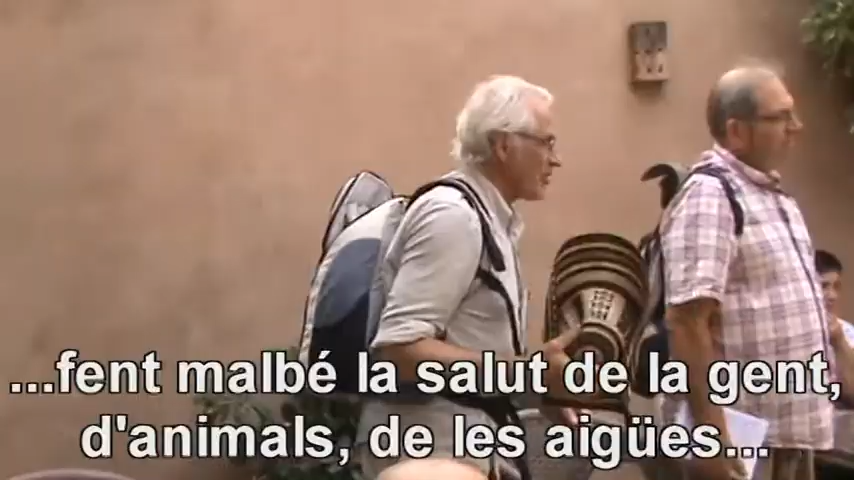 ...fent malbé la salut de la gent,
d'animals, de les aigües...